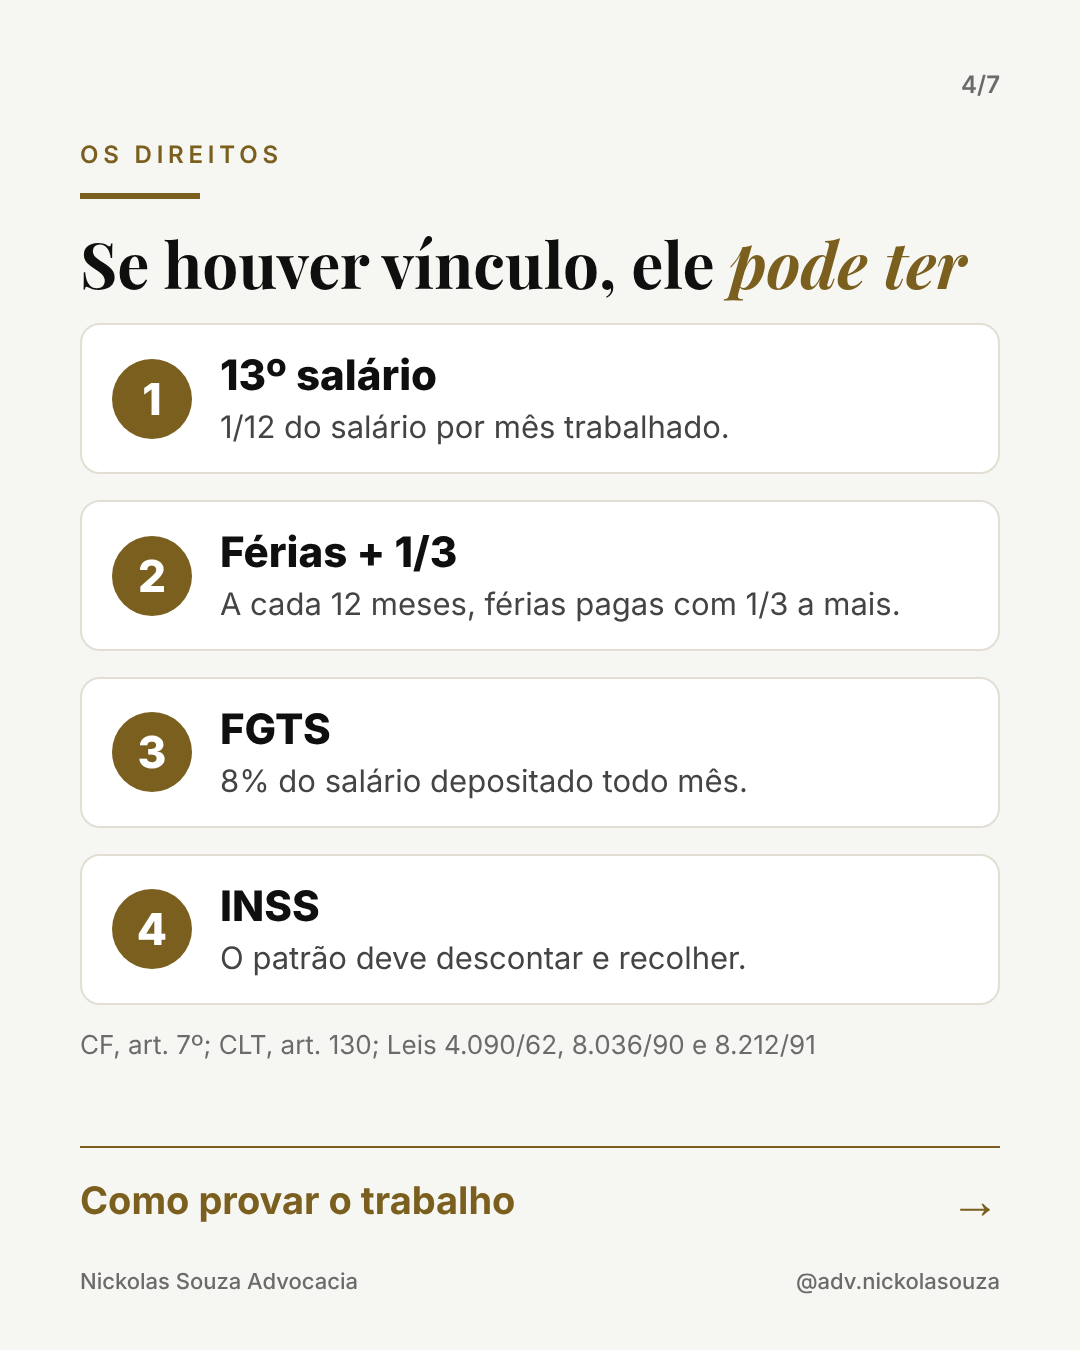 4/7
OS DIREITOS
Se houver vínculo, ele pode ter
1
13º salário
1/12 do salário por mês trabalhado.
2
Férias + 1/3
A cada 12 meses, férias pagas com 1/3 a mais.
3
FGTS
8% do salário depositado todo mês.
4
INSS
O patrão deve descontar e recolher.
CF, art. 7º; CLT, art. 130; Leis 4.090/62, 8.036/90 e 8.212/91
Como provar o trabalho →
Nickolas Souza Advocacia @adv.nickolasouza